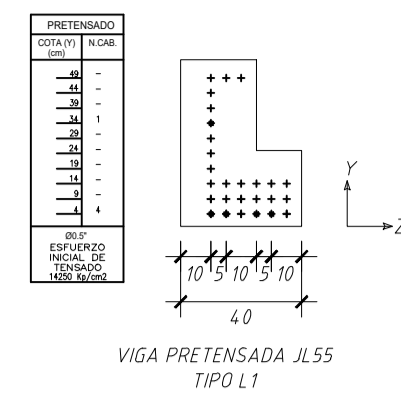 PRETENSADO
COTA (Y) N.CAB.
(cm)
49 –
44 –
39 –
34 1
29 –
24 –
19 –
14 –
9 –
4 4
Ø0.5"
ESFUERZO
INICIAL DE
TENSADO
14250 Kp/cm2
Y
Z
10 5 10 5 10
40
VIGA PRETENSADA JL55
TIPO L1